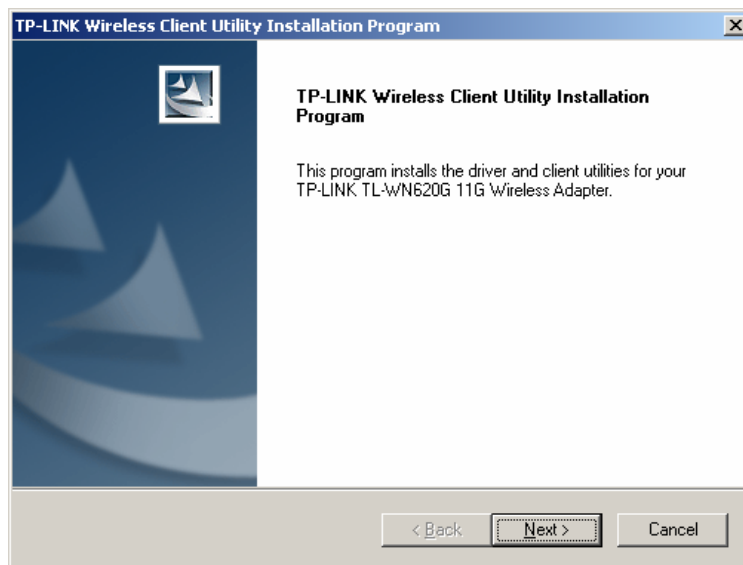 TP-LINK Wireless Client Utility Installation Program
TP-LINK Wireless Client Utility Installation
Program
This program installs the driver and client utilities for your
TP-LINK TL-WN620G 11G Wireless Adapter.
< Back Next > Cancel